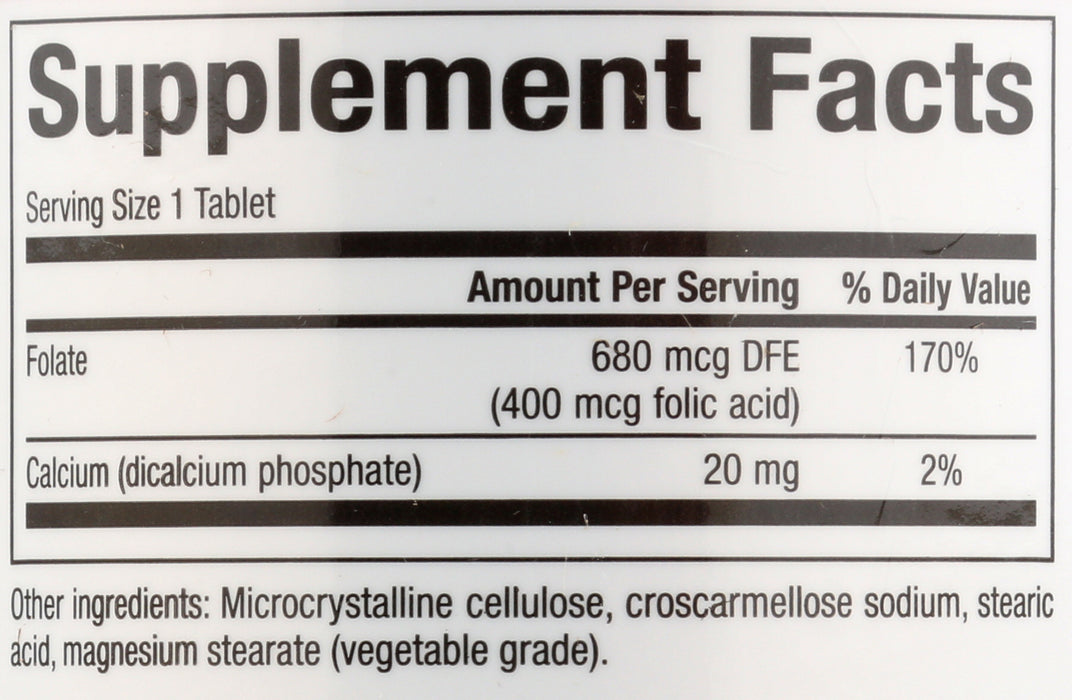 Supplement Facts
Serving Size 1 Tablet
Amount Per Serving % Daily Value
Folate 680 mcg DFE 170%
(400 mcg folic acid)
Calcium (dicalcium phosphate) 20 mg 2%
Other ingredients: Microcrystalline cellulose, croscarmellose sodium, stearic
acid, magnesium stearate (vegetable grade).